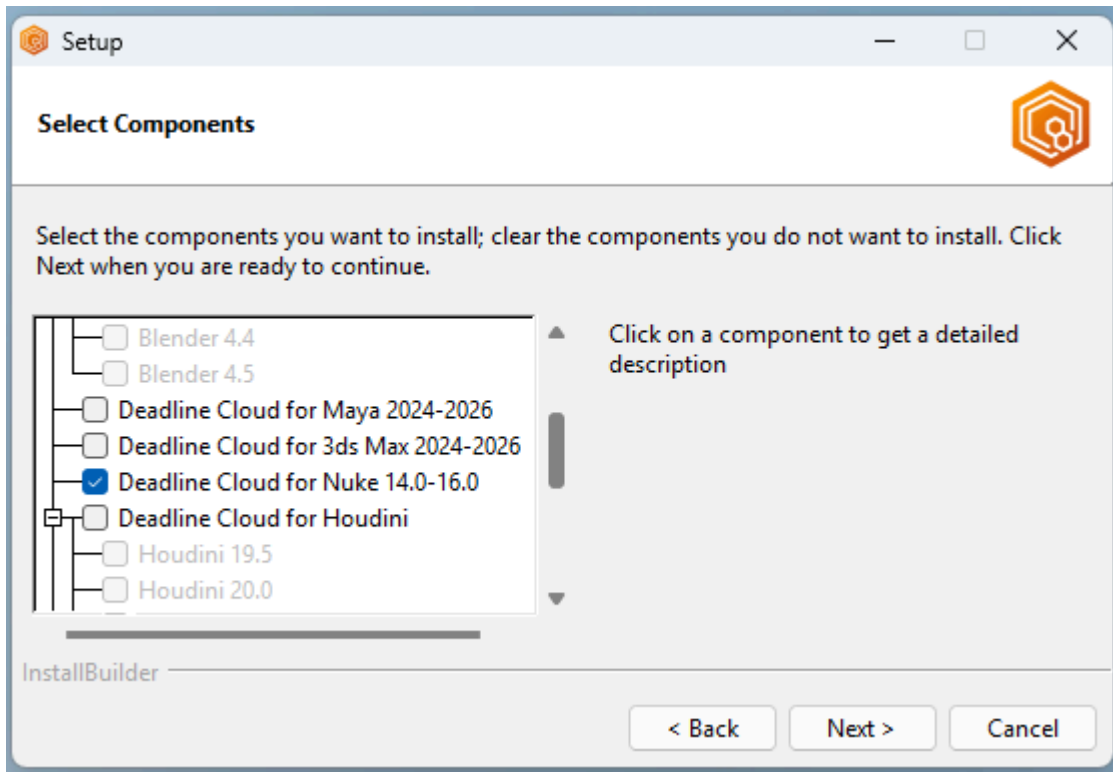 Setup
Select Components
Select the components you want to install; clear the components you do not want to install. Click
Next when you are ready to continue.
Blender 4.4
Blender 4.5
Deadline Cloud for Maya 2024-2026
Deadline Cloud for 3ds Max 2024-2026
Deadline Cloud for Nuke 14.0-16.0
Deadline Cloud for Houdini
Houdini 19.5
Houdini 20.0
Click on a component to get a detailed
description
InstallBuilder
< Back
Next >
Cancel